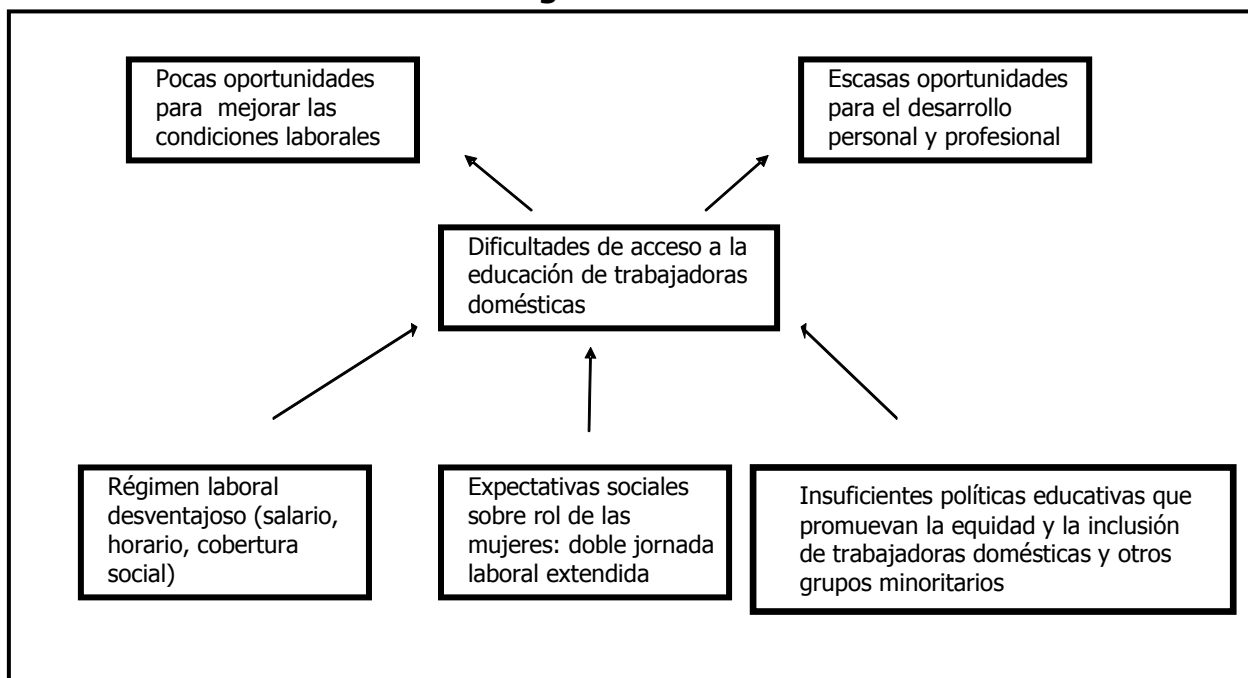 Pocas oportunidades
para mejorar las
condiciones laborales
Escasas oportunidades
para el desarrollo
personal y profesional
Dificultades de acceso a la
educación de trabajadoras
domésticas
Régimen laboral
desventajoso (salario,
horario, cobertura
social)
Expectativas sociales
sobre rol de las
mujeres: doble jornada
laboral extendida
Insuficientes políticas educativas que
promuevan la equidad y la inclusión
de trabajadoras domésticas y otros
grupos minoritarios